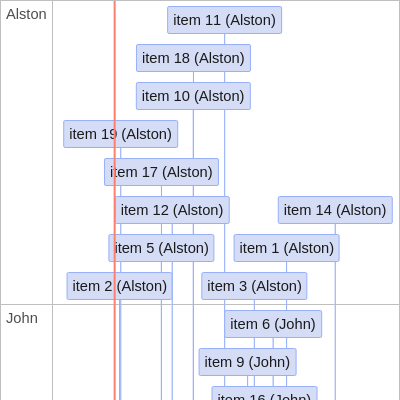 Alston
item 11 (Alston)
item 18 (Alston)
item 10 (Alston)
item 19 (Alston)
item 17 (Alston)
item 12 (Alston)
item 14 (Alston)
item 5 (Alston)
item 1 (Alston)
item 2 (Alston)
item 3 (Alston)
John
item 6 (John)
item 9 (John)
item 16 (John)